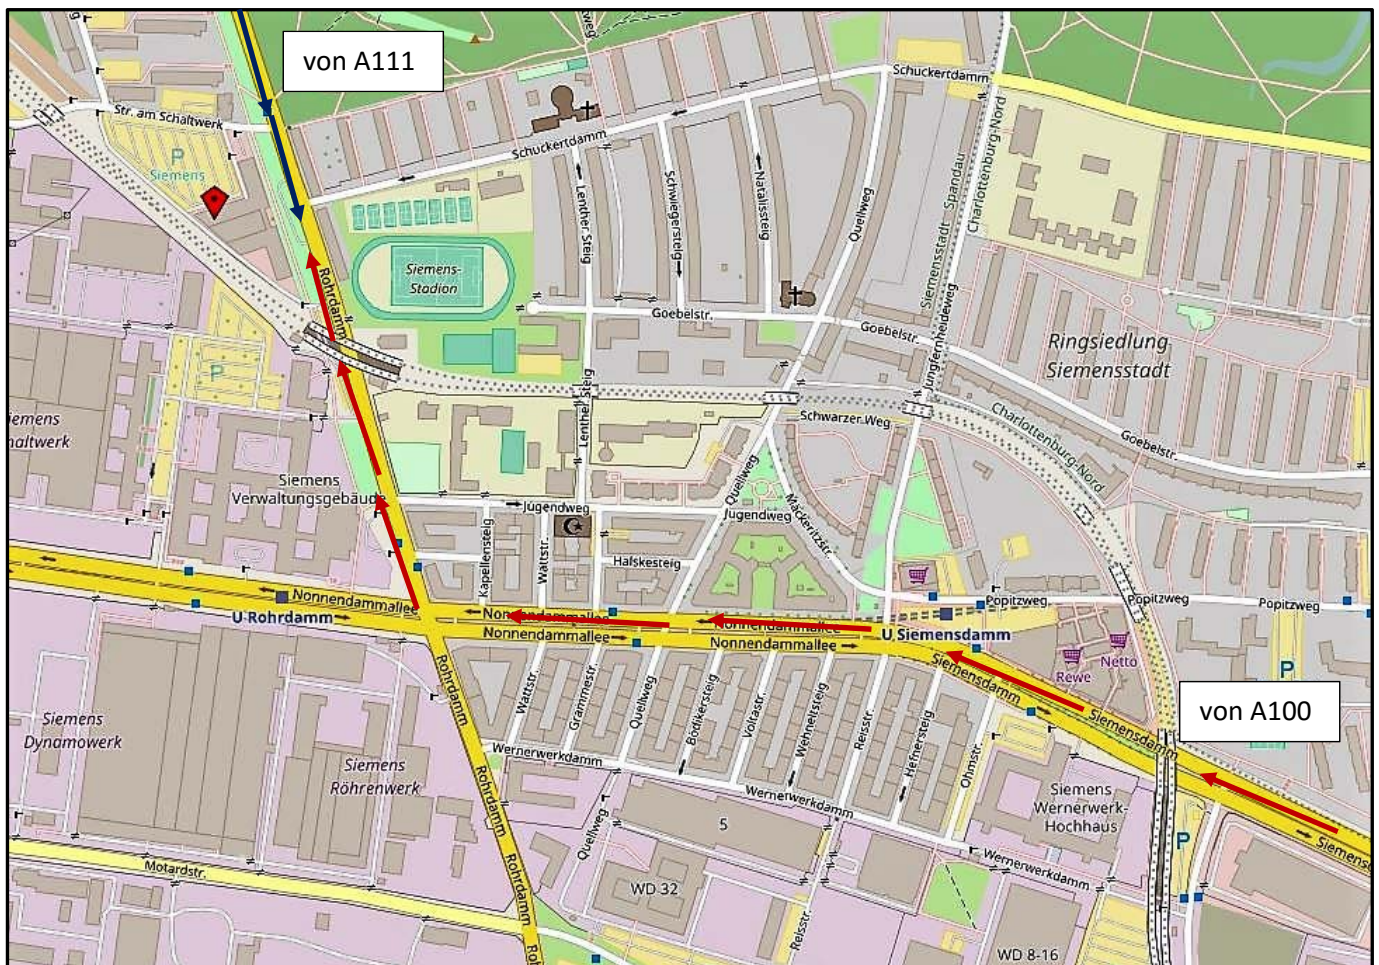 von A111
Schuckertdamm
Str. am Schaltwerk
P
Siemens
Schuckertdamm
Lenther Steig
Schwiegersteig
Natalissteig
Quellweg
Siemensstadt, Spandau
Charlottenburg-Nord
Jungfernheideweg
Rohrdamm
Siemens-
Stadion
Goebelstr.
Goebelstr.
Ringsiedlung
Siemensstadt
P
Lenther Steig
Schwarzer Weg
Charlottenburg-Nord
Goebelstr.
Siemens
Verwaltungsgebäude
Quellweg
Mäckeritzstr.
Jugendweg
Jugendweg
Kapellensteig
Wattstr.
Halskesteig
Popitzweg
Popitzweg
Popitzweg
Nonnendammallee
Nonnendammallee
Nonnendammallee
U Rohrdamm
U Siemensdamm
Nonnendammallee
Nonnendammallee
Siemensdamm
Rewe
Netto
P
Siemensdamm
von A100
Rohrdamm
Wattstr.
Grammestr.
Quellweg
Bödikersteig
Voltastr.
Wehneltsteig
Reisstr.
Hefnersteig
Ohmstr.
Siemens
Dynamowerk
Siemens
Röhrenwerk
Wernerwerkdamm
Wernerwerkdamm
Wernerwerkdamm
Rohrdamm
Siemens
Wernerwerk-
Hochhaus
P
5
Quellweg
Motardstr.
Rohrdamm
WD 32
Reisstr.
WD 8-16